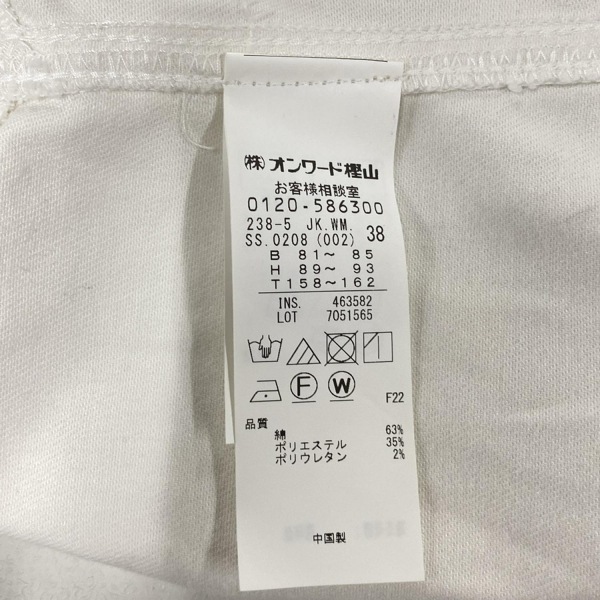 ㈱オンワード樫山
お客様相談室
0120-586300
238-5 JK.WM.
SS.0208 (002) 38
B 81～ 85
H 89～ 93
T158～162
INS. 463582
LOT 7051565
F W
F22
品質
綿 63%
ポリエステル 35%
ポリウレタン 2%
中国製